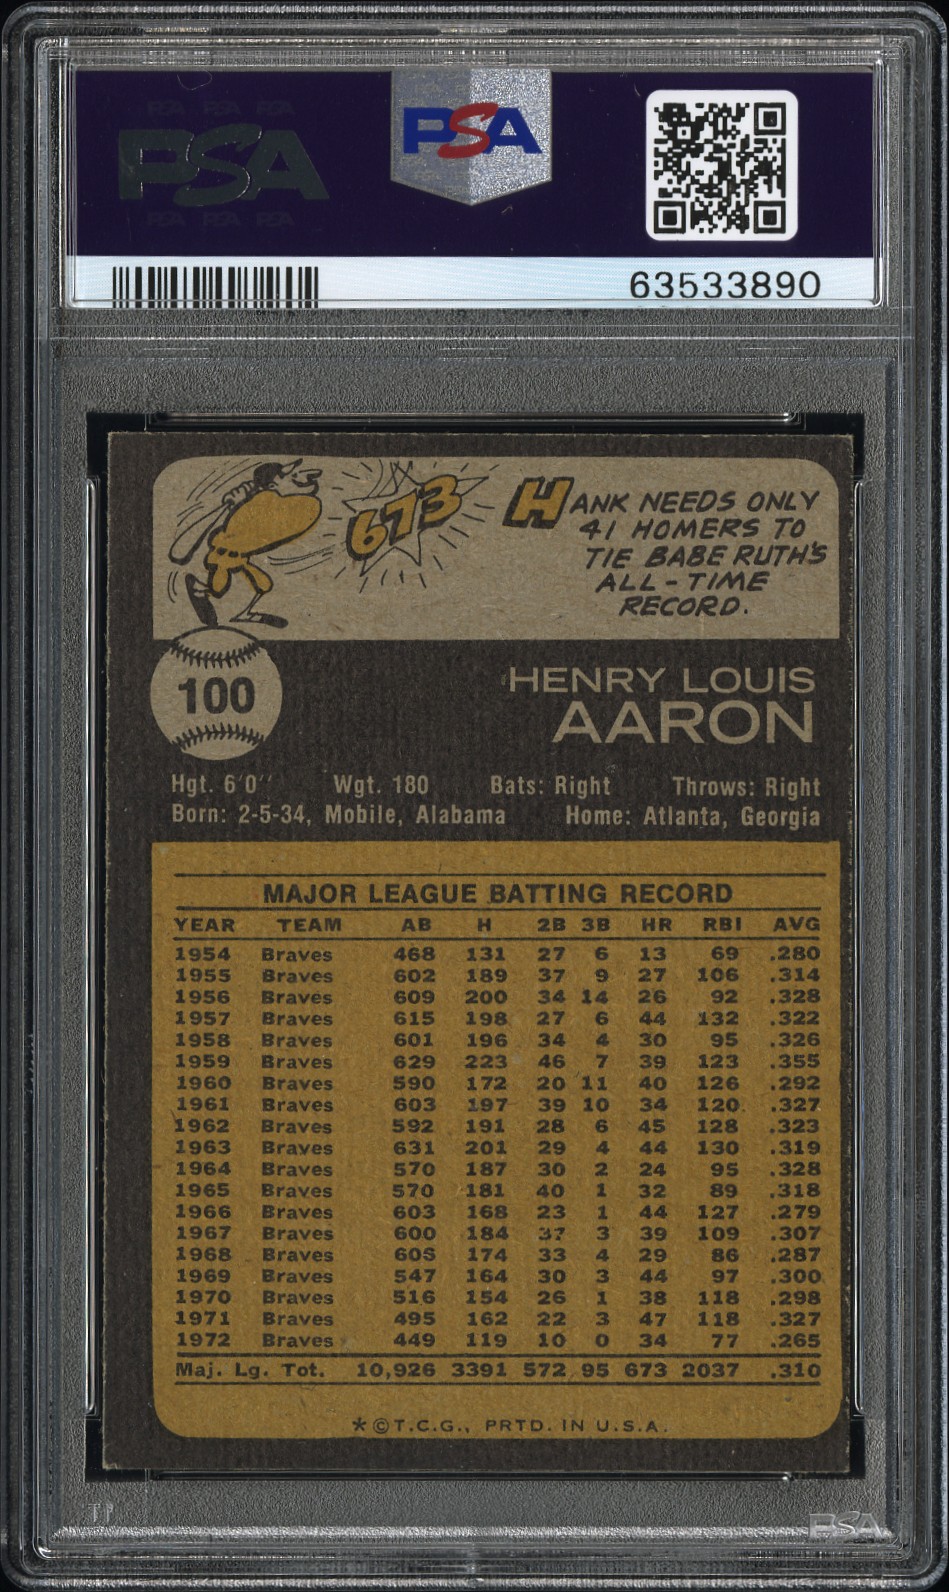 PSA PSA PSA
PSA
PSA PSA PSA
PSA
63533890
673
HANK NEEDS ONLY
41 HOMERS TO
TIE BABE RUTH'S
ALL-TIME
RECORD.
100
HENRY LOUIS
AARON
Hgt. 6'0'' Wgt. 180 Bats: Right Throws: Right
Born: 2-5-34, Mobile, Alabama Home: Atlanta, Georgia
MAJOR LEAGUE BATTING RECORD
YEAR TEAM AB H 2B 3B HR RBI AVG
1954 Braves 468 131 27 6 13 69 .280
1955 Braves 602 189 37 9 27 106 .314
1956 Braves 609 200 34 14 26 92 .328
1957 Braves 615 198 27 6 44 132 .322
1958 Braves 601 196 34 4 30 95 .326
1959 Braves 629 223 46 7 39 123 .355
1960 Braves 590 172 20 11 40 126 .292
1961 Braves 603 197 39 10 34 120 .327
1962 Braves 592 191 28 6 45 128 .323
1963 Braves 631 201 29 4 44 130 .319
1964 Braves 570 187 30 2 24 95 .328
1965 Braves 570 181 40 1 32 89 .318
1966 Braves 603 168 23 1 44 127 .279
1967 Braves 600 184 37 3 39 109 .307
1968 Braves 606 174 33 4 29 86 .287
1969 Braves 547 164 30 3 44 97 .300
1970 Braves 516 154 26 1 38 118 .298
1971 Braves 495 162 22 3 47 118 .327
1972 Braves 449 119 10 0 34 77 .265
Maj. Lg. Tot. 10,926 3391 572 95 673 2037 .310
*©T.C.G., PRTD. IN U.S.A.
PSA